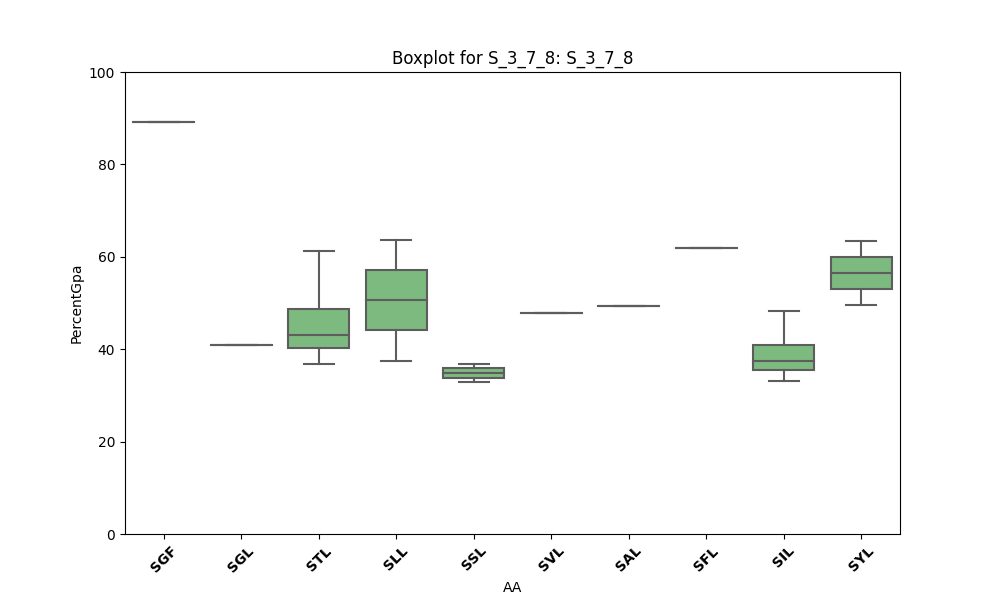 Boxplot for S_3_7_8: S_3_7_8
100
80
60
40
20
0
PercentGpa
SGF
SGL
STL
SLL
SSL
SVL
SAL
SFL
SIL
SYL
AA